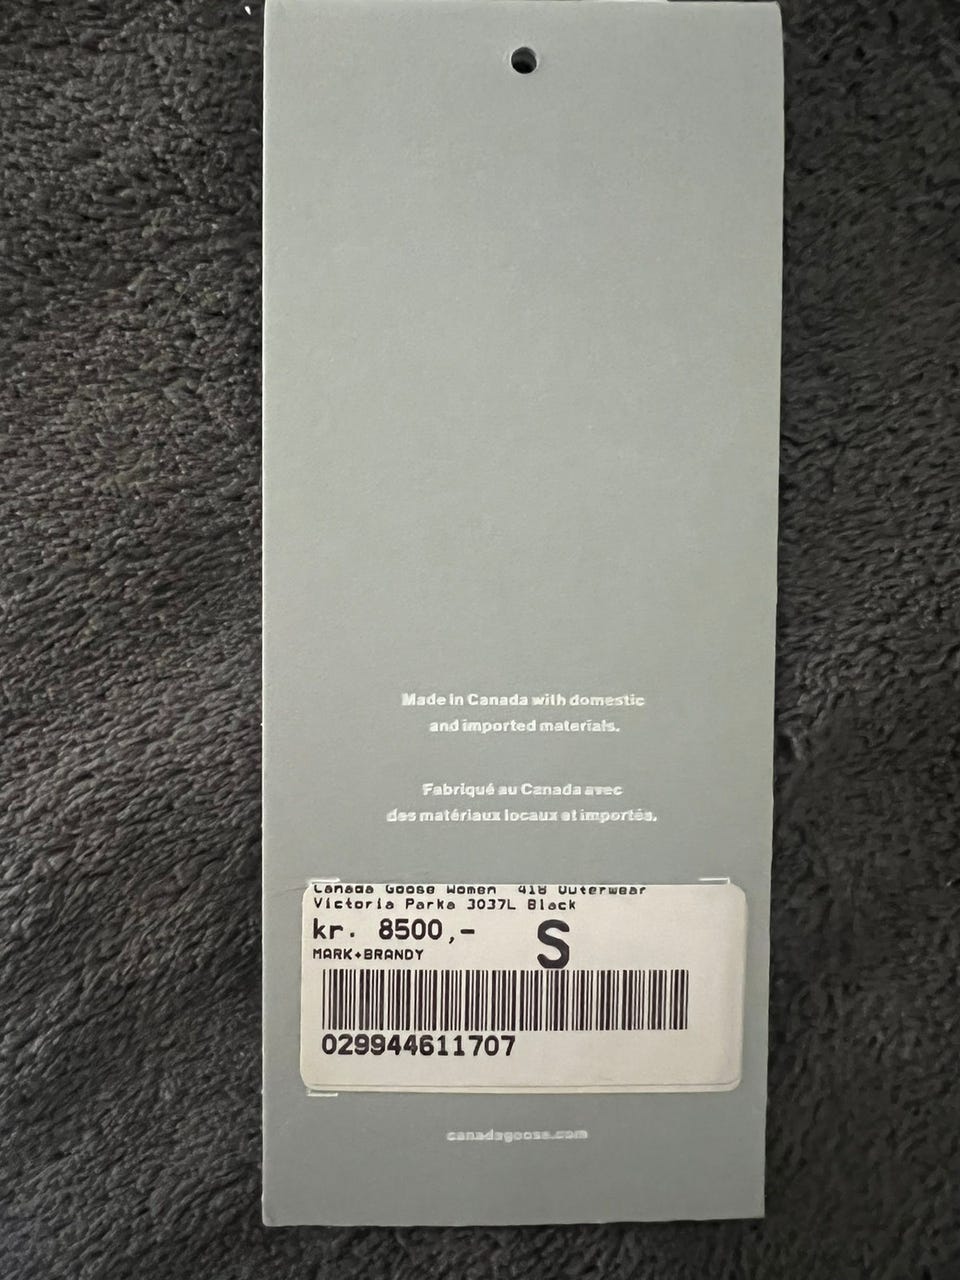 Made in Canada with domestic
and imported materials.
Fabriqué au Canada avec
des matériaux locaux et importés.
Canada Goose Women 418 Outerwear
Victoria Parka 3037L Black
kr. 8500,- S
MARK+BRANDY
029944611707
canadagoose.com